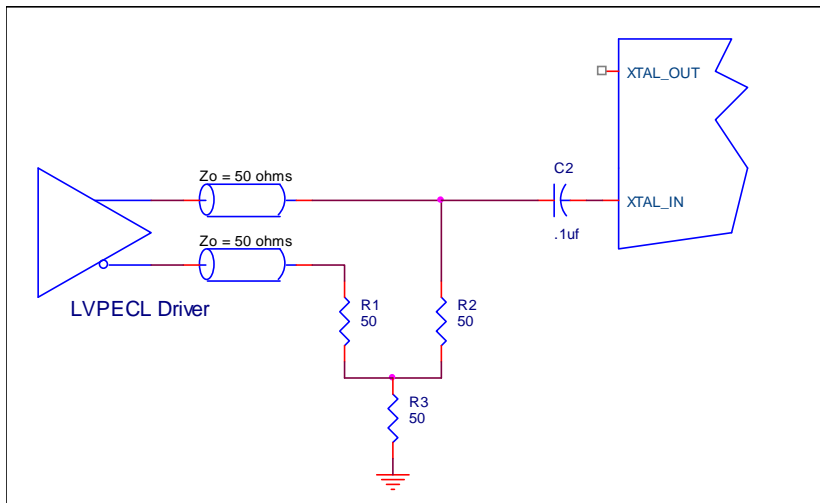 XTAL_OUT
Zo = 50 ohms
C2
XTAL_IN
.1uf
Zo = 50 ohms
LVPECL Driver
R1
50
R2
50
R3
50